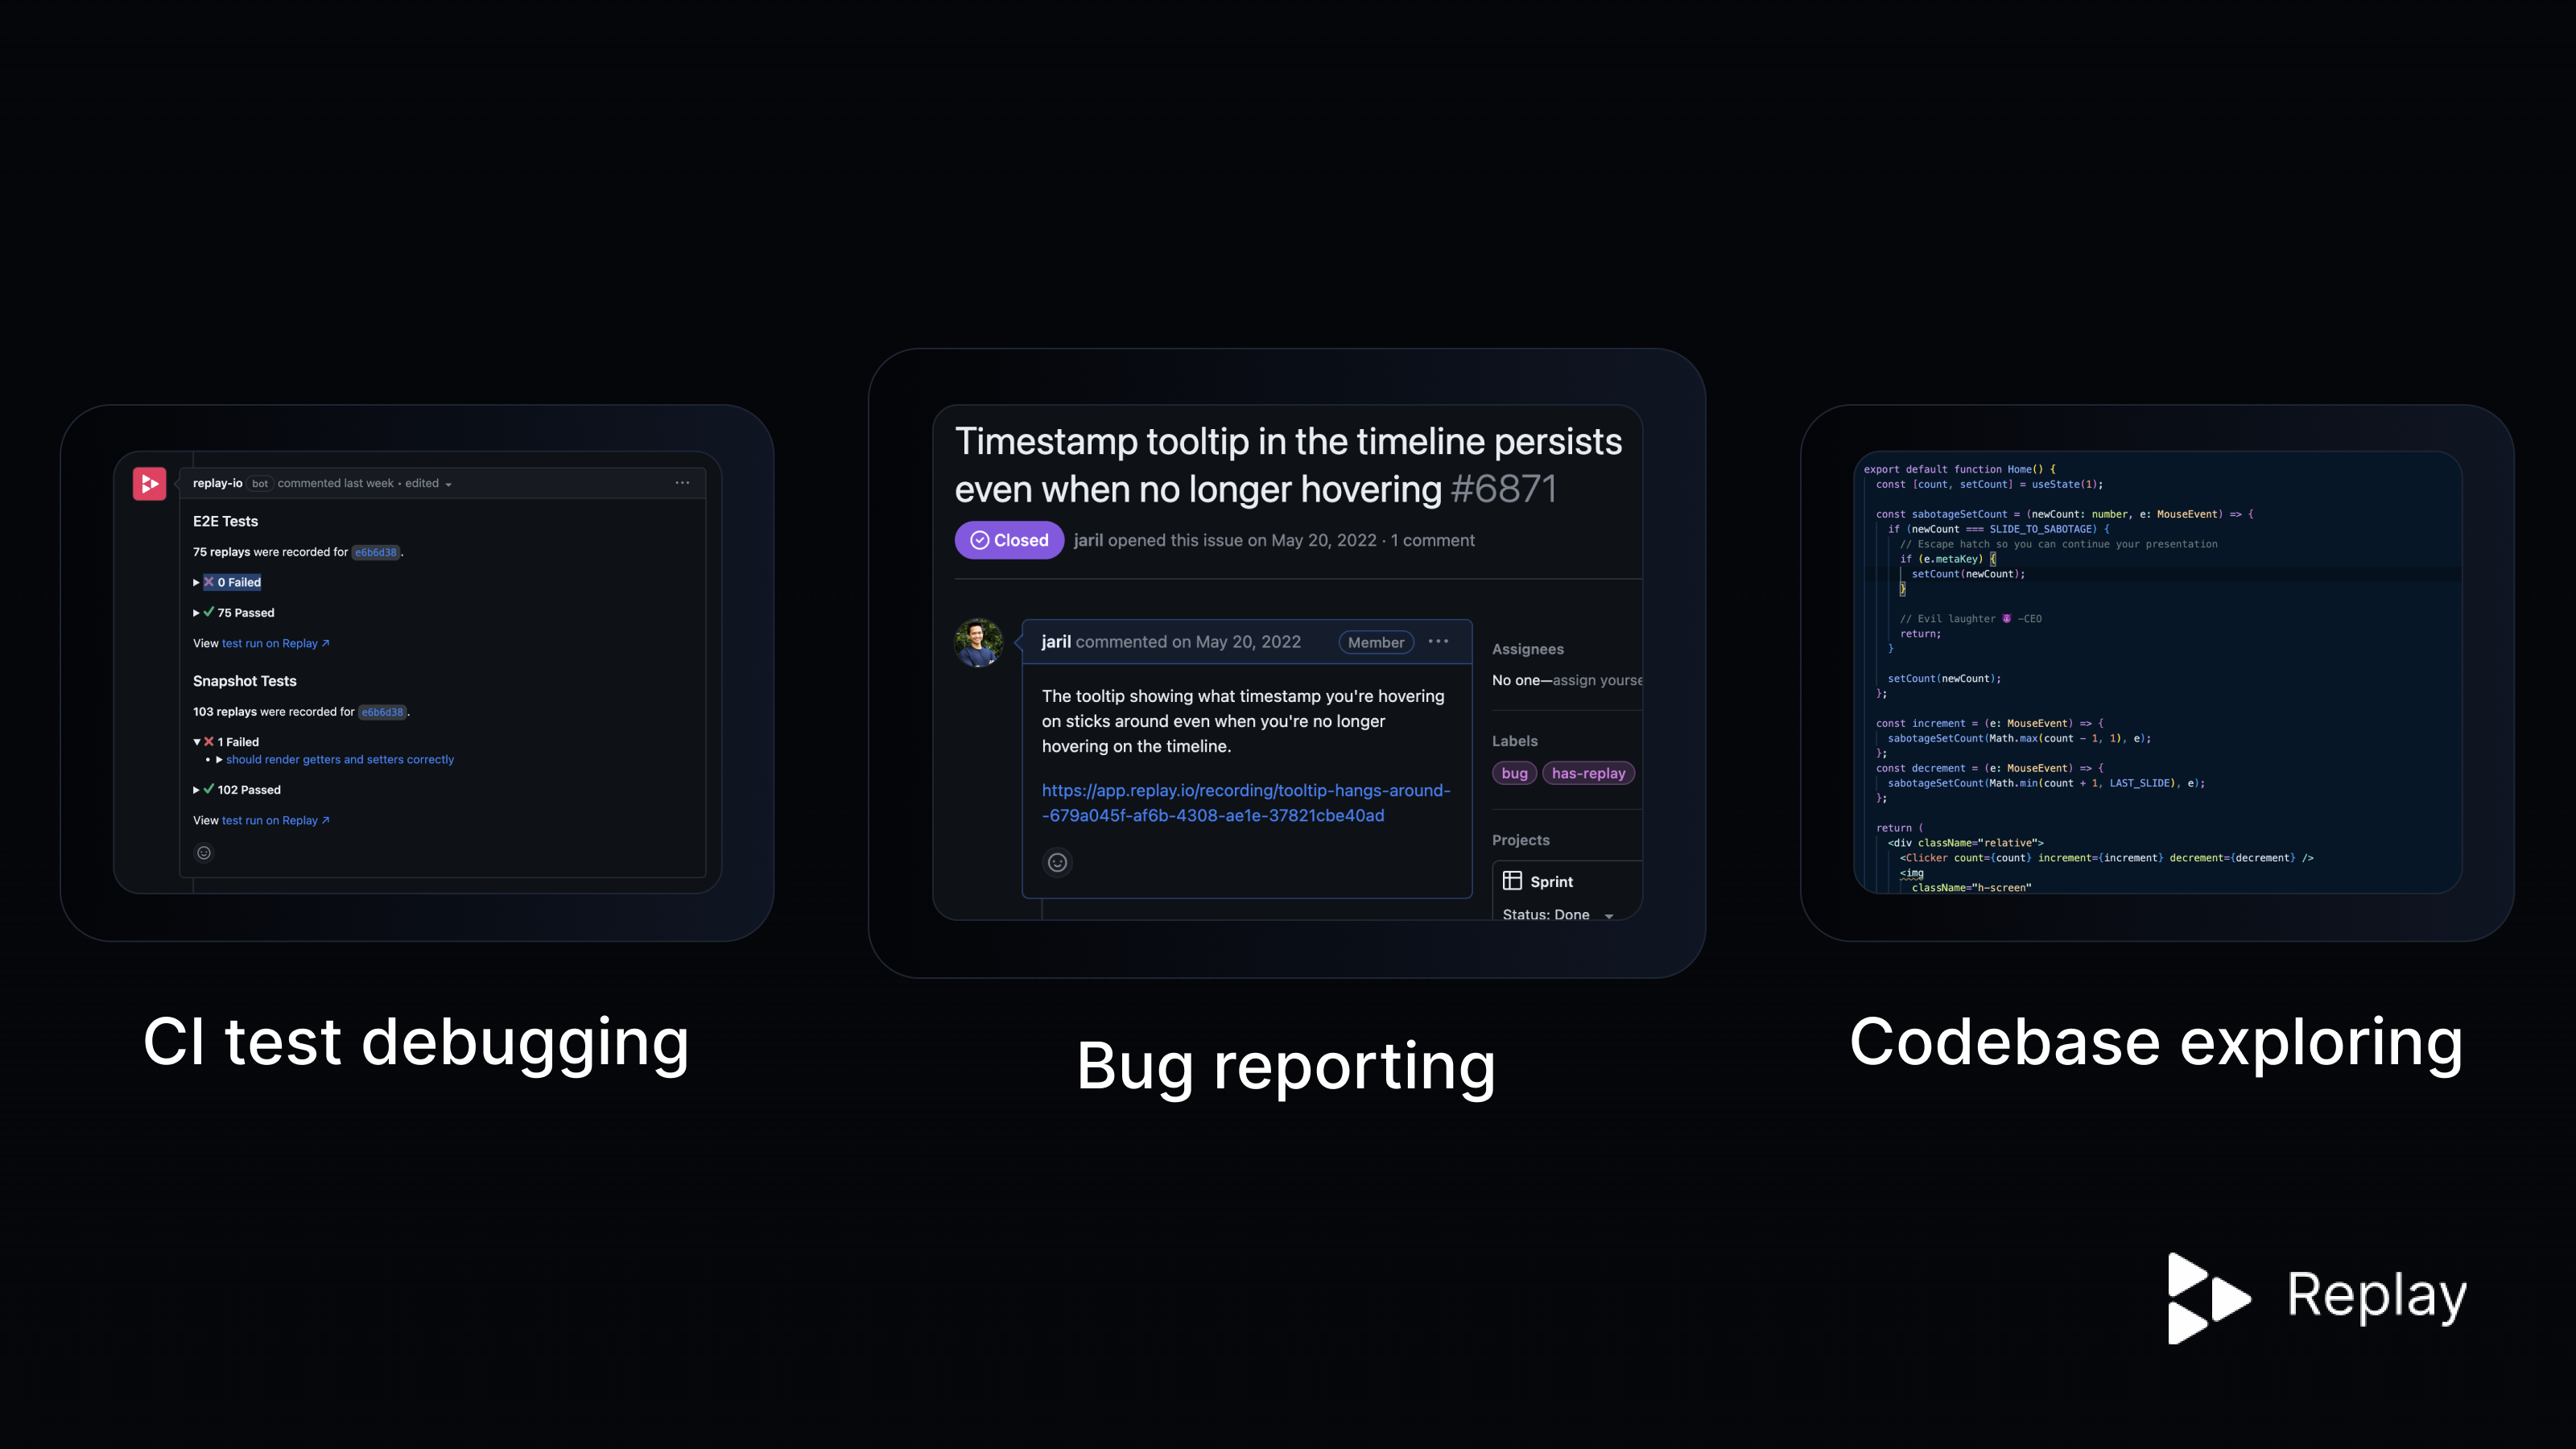 replay-io bot commented last week • edited
E2E Tests
75 replays were recorded for e6b6d38.
0 Failed
75 Passed
View test run on Replay ↗
Snapshot Tests
103 replays were recorded for e6b6d38.
1 Failed
should render getters and setters correctly
102 Passed
View test run on Replay ↗
CI test debugging
Timestamp tooltip in the timeline persists
even when no longer hovering #6871
Closed jaril opened this issue on May 20, 2022 · 1 comment
jaril commented on May 20, 2022 Member ...
The tooltip showing what timestamp you're hovering
on sticks around even when you're no longer
hovering on the timeline.
https://app.replay.io/recording/tooltip-hangs-around-
-679a045f-af6b-4308-ae1e-37821cbe40ad
Assignees
No one—assign yourse
Labels
bug has-replay
Projects
Sprint
Status: Done
Bug reporting
export default function Home() {
const [count, setCount] = useState(1);
const sabotageSetCount = (newCount: number, e: MouseEvent) => {
if (newCount === SLIDE_TO_SABOTAGE) {
// Escape hatch so you can continue your presentation
if (e.metaKey) {
setCount(newCount);
}
// Evil laughter 😈 -CEO
return;
}
setCount(newCount);
};
const increment = (e: MouseEvent) => {
sabotageSetCount(Math.max(count - 1, 1), e);
};
const decrement = (e: MouseEvent) => {
sabotageSetCount(Math.min(count + 1, LAST_SLIDE), e);
};
return (
<div className="relative">
<Clicker count={count} increment={increment} decrement={decrement} />
<img
className="h-screen"
Codebase exploring
Replay